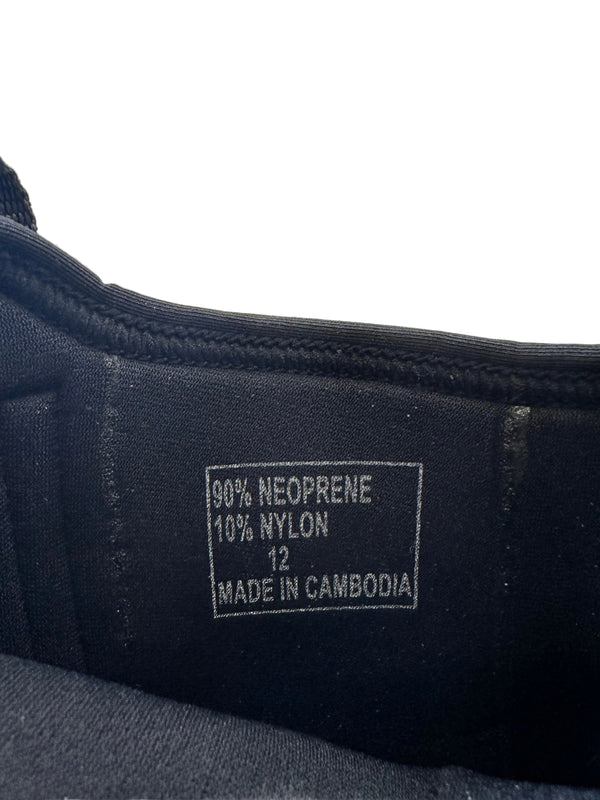 90% NEOPRENE
10% NYLON
12
MADE IN CAMBODIA